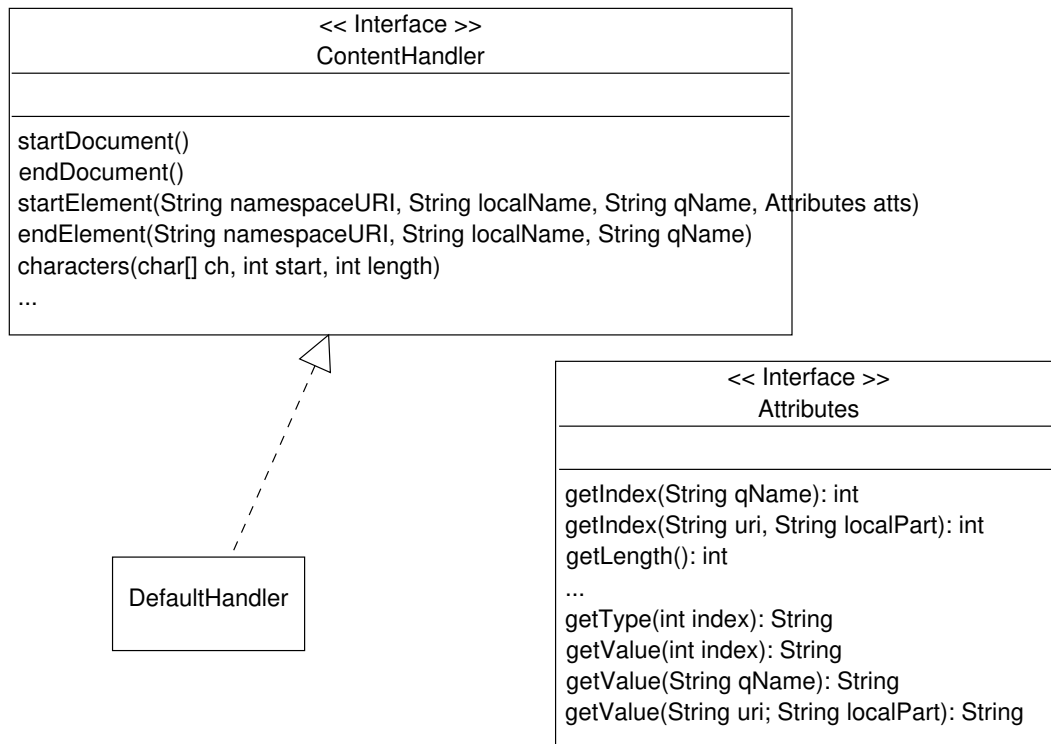 << Interface >>
ContentHandler
startDocument()
endDocument()
startElement(String namespaceURI, String localName, String qName, Attributes atts)
endElement(String namespaceURI, String localName, String qName)
characters(char[] ch, int start, int length)
...
<< Interface >>
Attributes
getIndex(String qName): int
getIndex(String uri, String localPart): int
getLength(): int
...
getType(int index): String
getValue(int index): String
getValue(String qName): String
getValue(String uri; String localPart): String
DefaultHandler